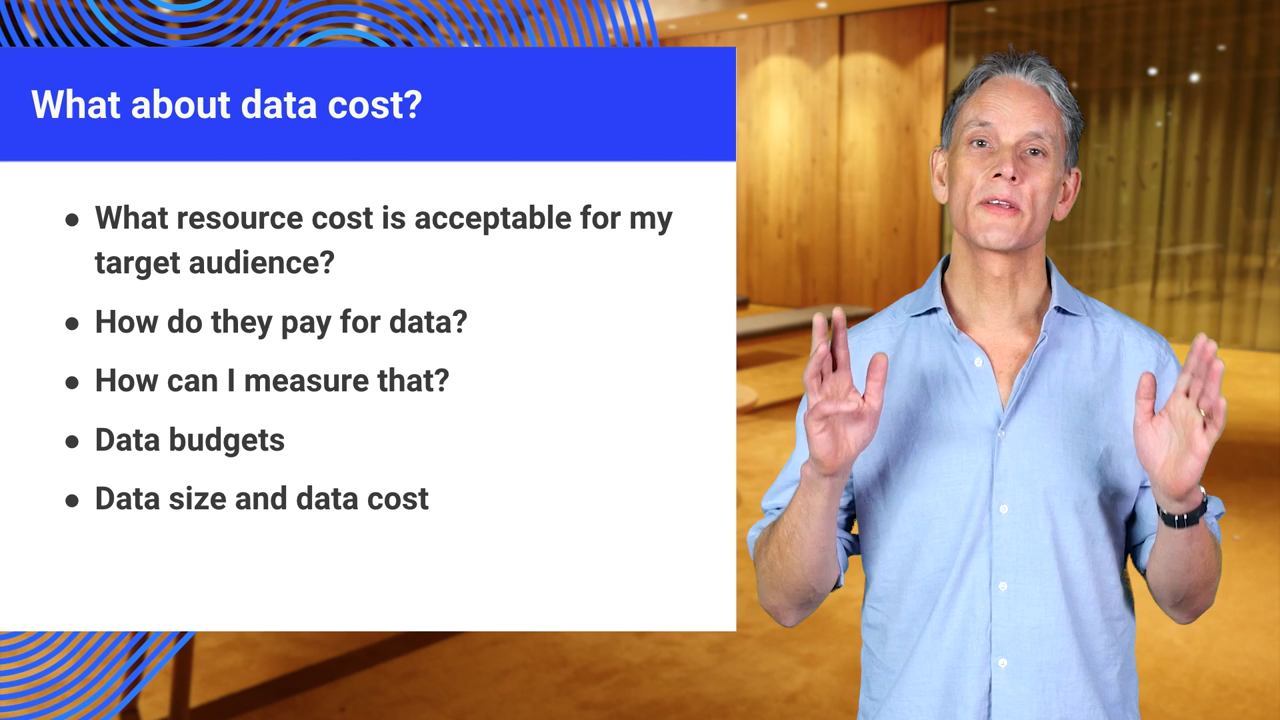 What about data cost?
● What resource cost is acceptable for my
target audience?
● How do they pay for data?
● How can I measure that?
● Data budgets
● Data size and data cost